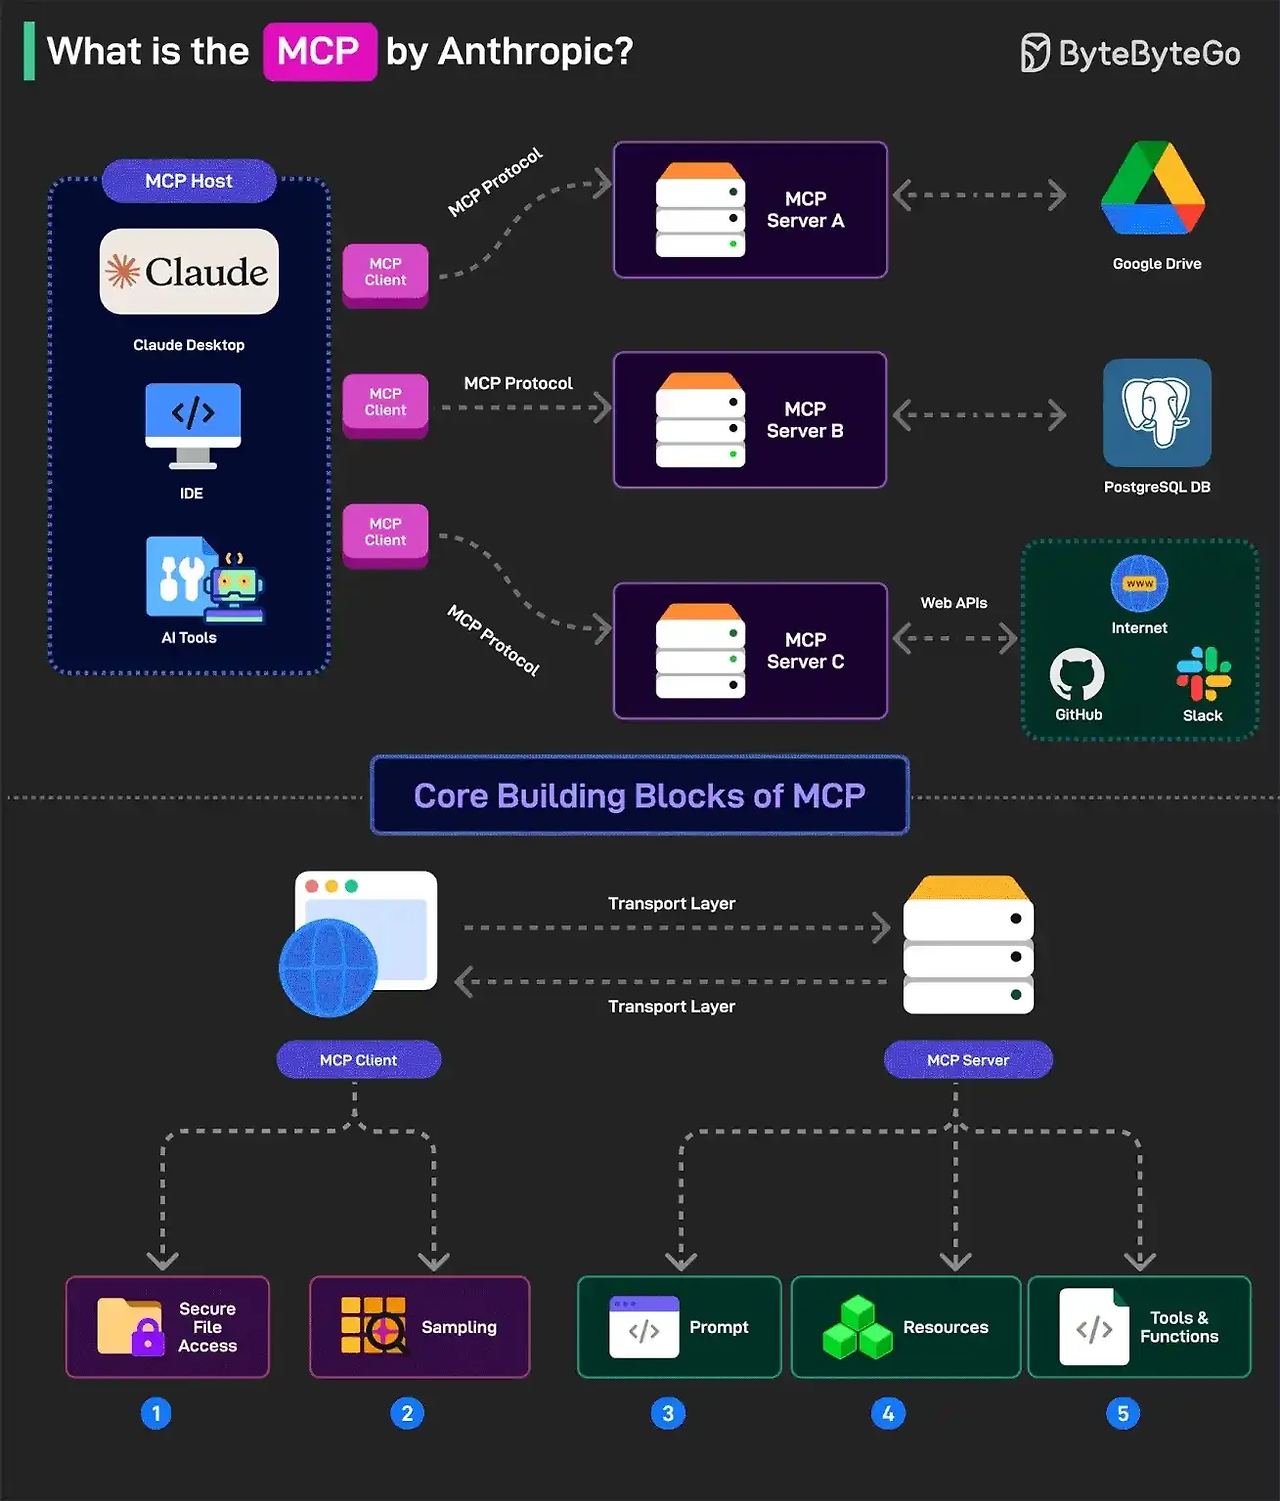 What is the MCP by Anthropic?
ByteByteGo
MCP Host
Claude
Claude Desktop
</>
IDE
AI Tools
MCP
Client
MCP
Client
MCP
Client
MCP Protocol
MCP Protocol
MCP Protocol
MCP
Server A
MCP
Server B
MCP
Server C
Google Drive
PostgreSQL DB
Web APIs
www
Internet
GitHub
Slack
Core Building Blocks of MCP
Transport Layer
Transport Layer
MCP Client
MCP Server
Secure
File
Access
Sampling
</>
Prompt
Resources
</>
Tools &
Functions
1
2
3
4
5